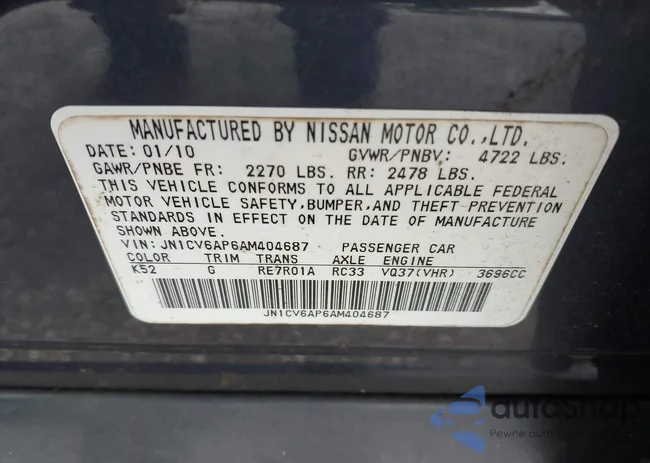 MANUFACTURED BY NISSAN MOTOR CO.,LTD.
DATE: 01/10 GVWR/PNBV: 4722 LBS.
GAWR/PNBE FR: 2270 LBS. RR: 2478 LBS.
THIS VEHICLE CONFORMS TO ALL APPLICABLE FEDERAL
MOTOR VEHICLE SAFETY,BUMPER,AND THEFT PREVENTION
STANDARDS IN EFFECT ON THE DATE OF MANUFACTURE
SHOWN ABOVE.
VIN: JN1CV6AP6AM404687 PASSENGER CAR
COLOR TRIM TRANS AXLE ENGINE
K52 G RE7R01A RC33 VQ37(VHR) 3696CC
JN1CV6AP6AM404687
autoShop
Pewne auto